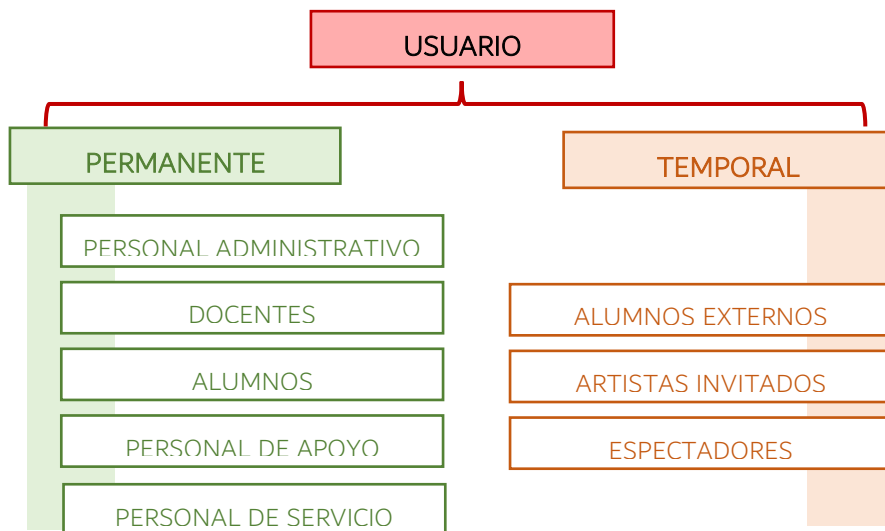 USUARIO
PERMANENTE
TEMPORAL
PERSONAL ADMINISTRATIVO
DOCENTES
ALUMNOS
PERSONAL DE APOYO
PERSONAL DE SERVICIO
ALUMNOS EXTERNOS
ARTISTAS INVITADOS
ESPECTADORES